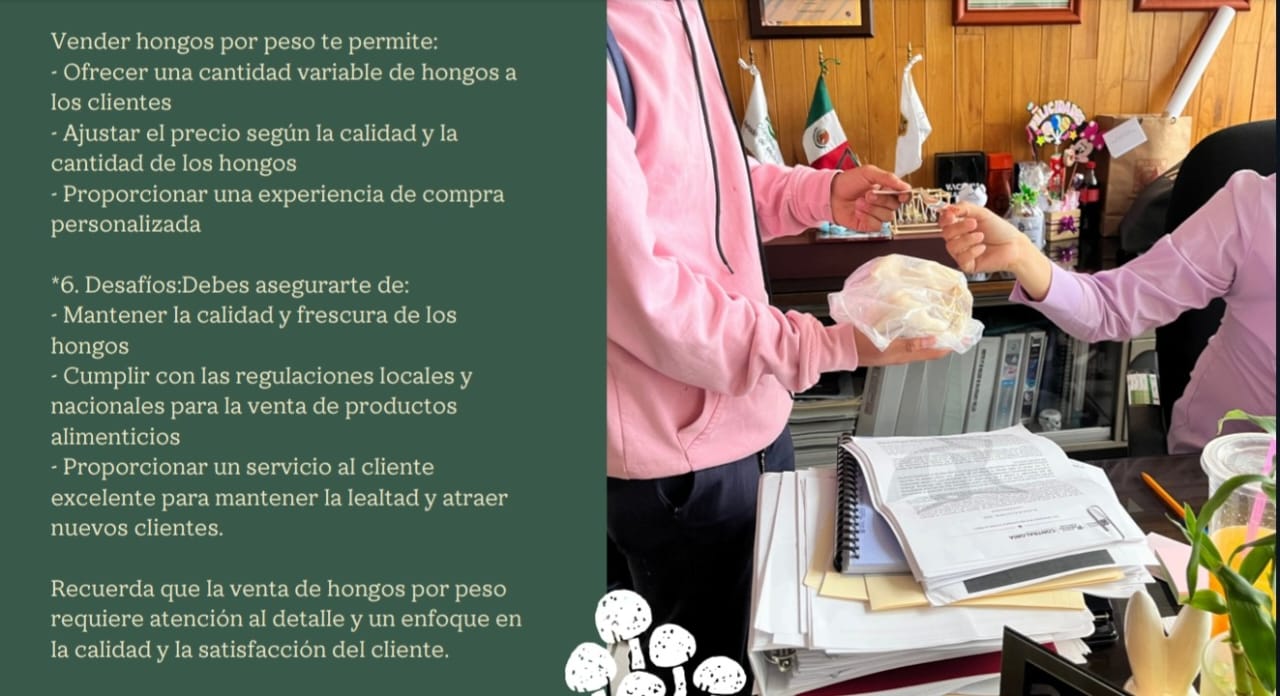 Vender hongos por peso te permite:
- Ofrecer una cantidad variable de hongos a
los clientes
- Ajustar el precio según la calidad y la
cantidad de los hongos
- Proporcionar una experiencia de compra
personalizada
*6. Desafíos:Debes asegurarte de:
- Mantener la calidad y frescura de los
hongos
- Cumplir con las regulaciones locales y
nacionales para la venta de productos
alimenticios
- Proporcionar un servicio al cliente
excelente para mantener la lealtad y atraer
nuevos clientes.
Recuerda que la venta de hongos por peso
requiere atención al detalle y un enfoque en
la calidad y la satisfacción del cliente.
CONTRALORIA